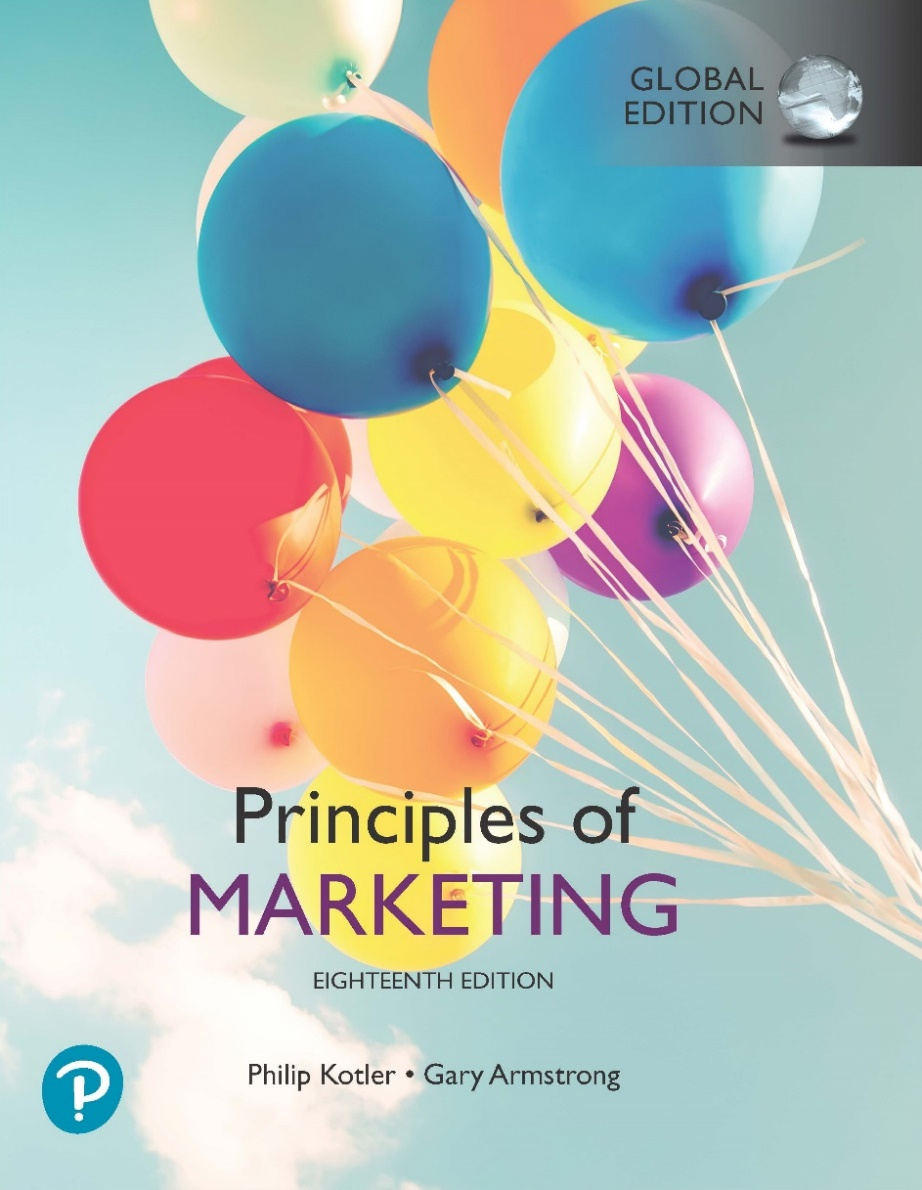 GLOBAL
EDITION
Principles of
MARKETING
EIGHTEENTH EDITION
Philip Kotler • Gary Armstrong